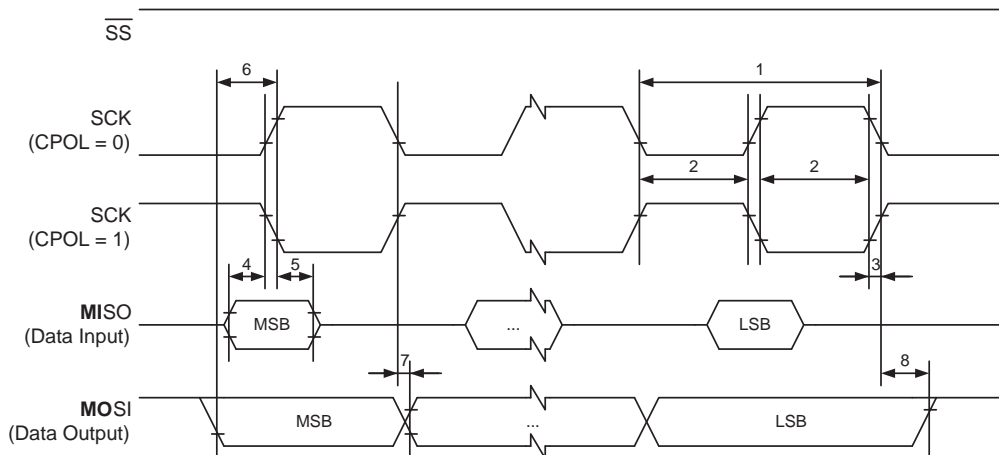 SS
6
1
SCK
(CPOL = 0)
2
2
SCK
(CPOL = 1)
4
5
3
MISO
(Data Input)
MSB
...
LSB
7
8
MOSI
(Data Output)
MSB
...
LSB